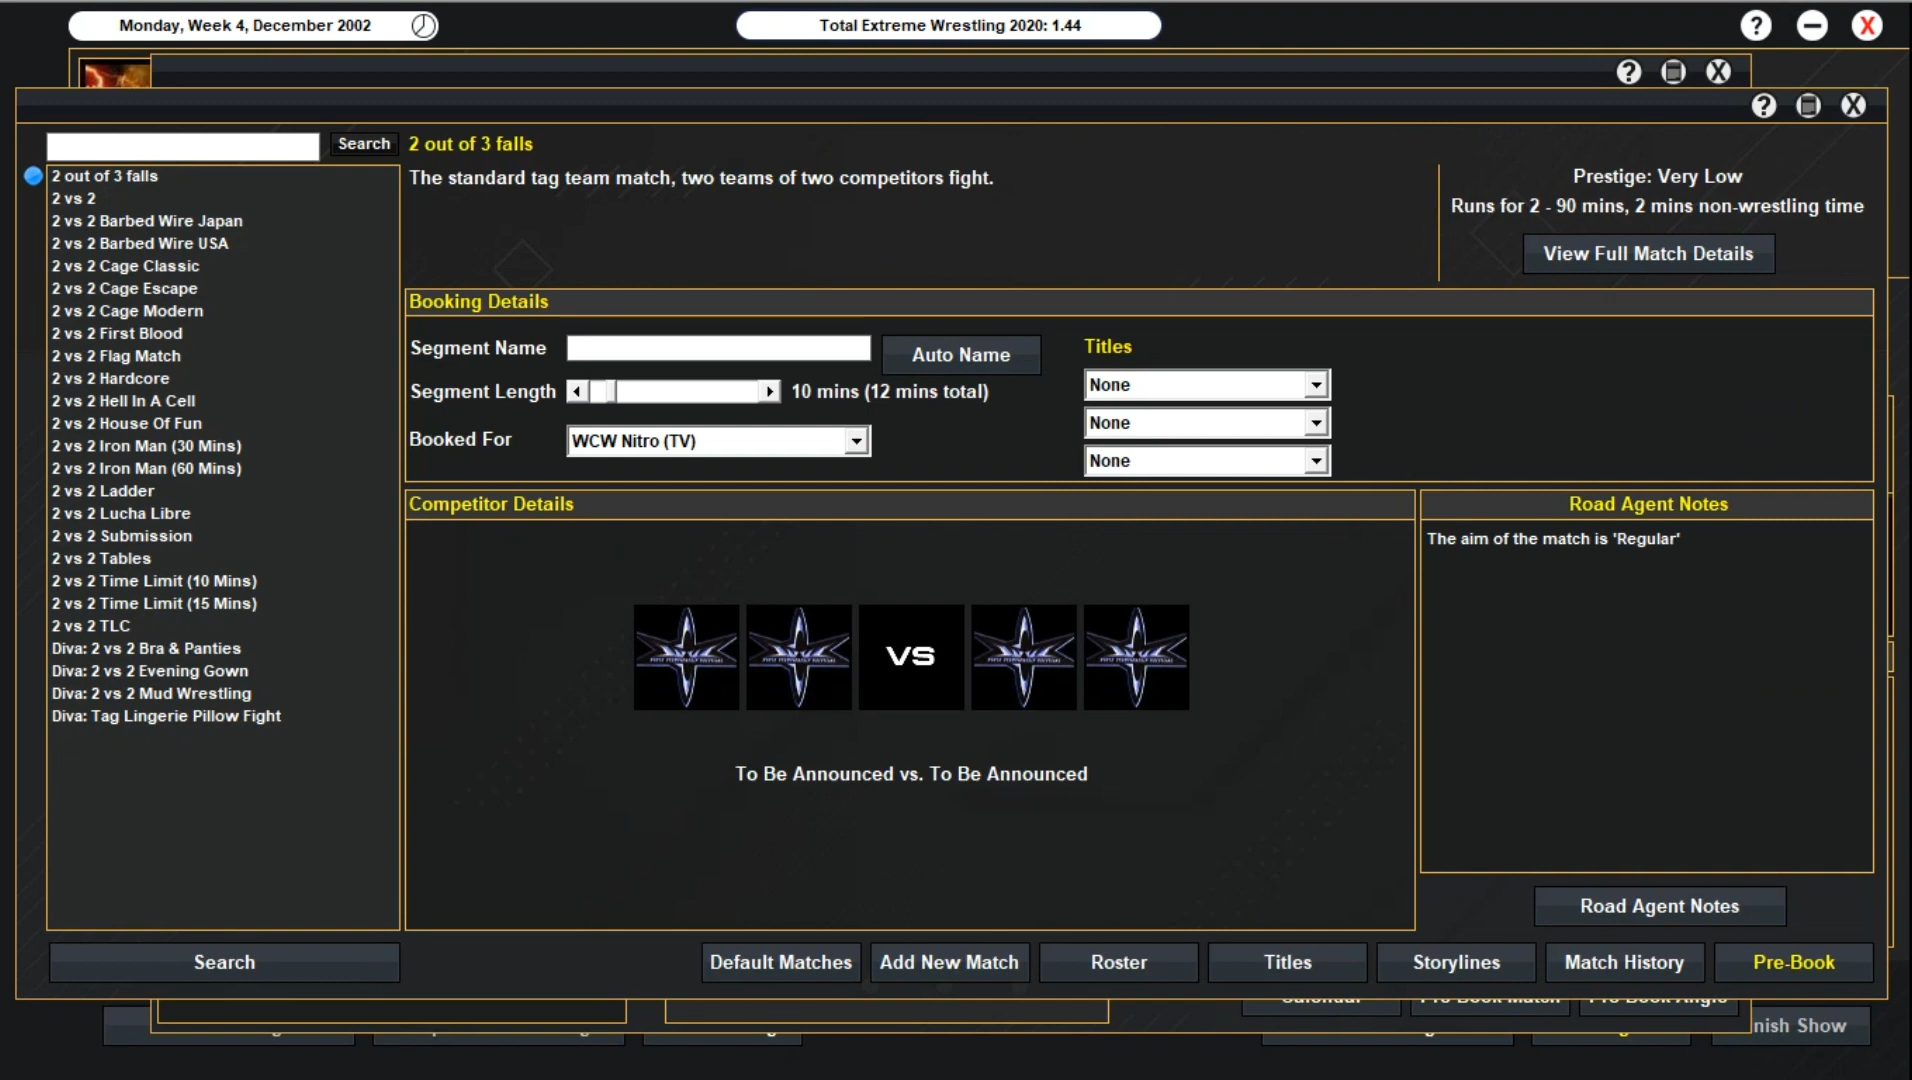 Monday, Week 4, December 2002
Total Extreme Wrestling 2020: 1.44
Search
2 out of 3 falls
2 out of 3 falls
2 vs 2
2 vs 2 Barbed Wire Japan
2 vs 2 Barbed Wire USA
2 vs 2 Cage Classic
2 vs 2 Cage Escape
2 vs 2 Cage Modern
2 vs 2 First Blood
2 vs 2 Flag Match
2 vs 2 Hardcore
2 vs 2 Hell In A Cell
2 vs 2 House Of Fun
2 vs 2 Iron Man (30 Mins)
2 vs 2 Iron Man (60 Mins)
2 vs 2 Ladder
2 vs 2 Lucha Libre
2 vs 2 Submission
2 vs 2 Tables
2 vs 2 Time Limit (10 Mins)
2 vs 2 Time Limit (15 Mins)
2 vs 2 TLC
Diva: 2 vs 2 Bra & Panties
Diva: 2 vs 2 Evening Gown
Diva: 2 vs 2 Mud Wrestling
Diva: Tag Lingerie Pillow Fight
Search
The standard tag team match, two teams of two competitors fight.
Prestige: Very Low
Runs for 2 - 90 mins, 2 mins non-wrestling time
View Full Match Details
Booking Details
Segment Name
Auto Name
Segment Length
10 mins (12 mins total)
Booked For
WCW Nitro (TV)
Titles
None
None
None
Competitor Details
VS
To Be Announced vs. To Be Announced
Road Agent Notes
The aim of the match is 'Regular'
Road Agent Notes
Default Matches
Add New Match
Roster
Titles
Storylines
Match History
Pre-Book
Calendar
Pre-Book Match
Pre-Book Angle
nish Show